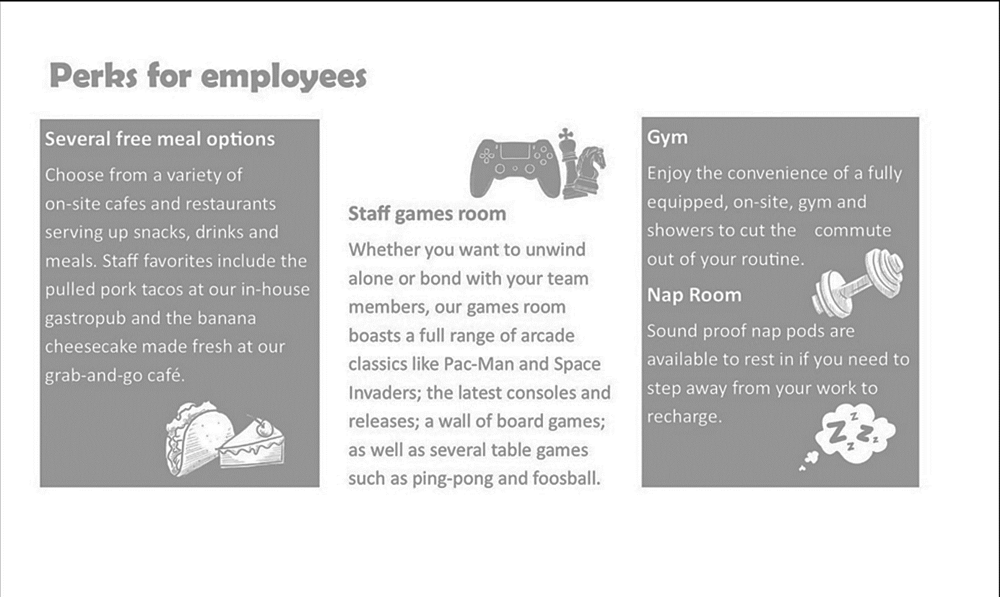 Perks for employees
Several free meal options
Choose from a variety of
on-site cafes and restaurants
serving up snacks, drinks and
meals. Staff favorites include the
pulled pork tacos at our in-house
gastropub and the banana
cheesecake made fresh at our
grab-and-go café.
Staff games room
Whether you want to unwind
alone or bond with your team
members, our games room
boasts a full range of arcade
classics like Pac-Man and Space
Invaders; the latest consoles and
releases; a wall of board games;
as well as several table games
such as ping-pong and foosball.
Gym
Enjoy the convenience of a fully
equipped, on-site, gym and
showers to cut the commute
out of your routine.
Nap Room
Sound proof nap pods are
available to rest in if you need to
step away from your work to
recharge.
z
Z z z
z